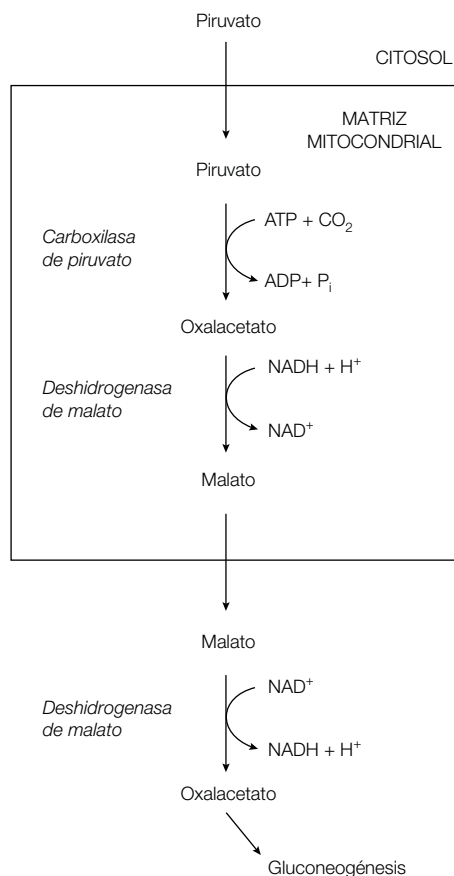 Piruvato
CITOSOL
MATRIZ
MITOCONDRIAL
Piruvato
Carboxilasa
de piruvato
ATP + CO₂
ADP+ Pᵢ
Oxalacetato
Deshidrogenasa
de malato
NADH + H⁺
NAD⁺
Malato
Malato
Deshidrogenasa
de malato
NAD⁺
NADH + H⁺
Oxalacetato
Gluconeogénesis